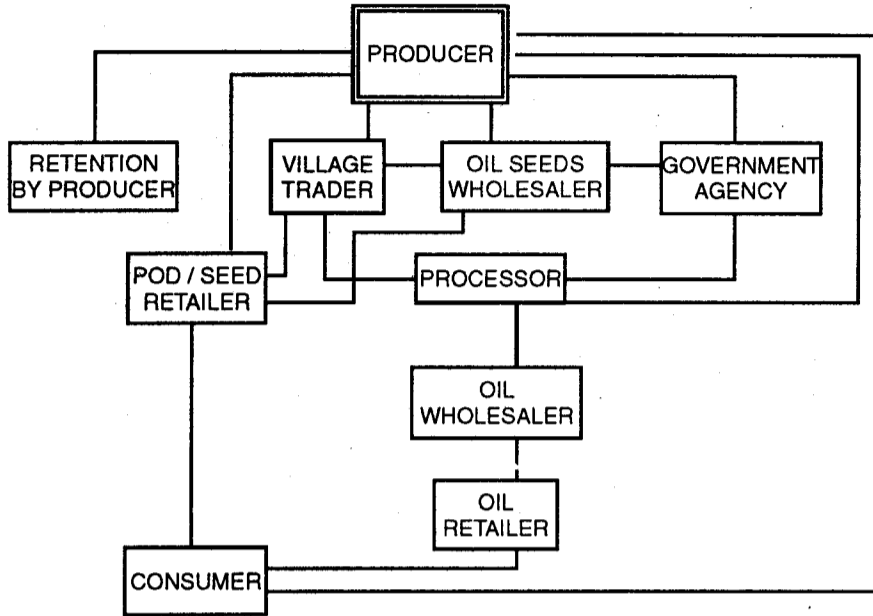 PRODUCER
RETENTION
BY PRODUCER
VILLAGE
TRADER
OIL SEEDS
WHOLESALER
GOVERNMENT
AGENCY
POD / SEED
RETAILER
PROCESSOR
OIL
WHOLESALER
OIL
RETAILER
CONSUMER